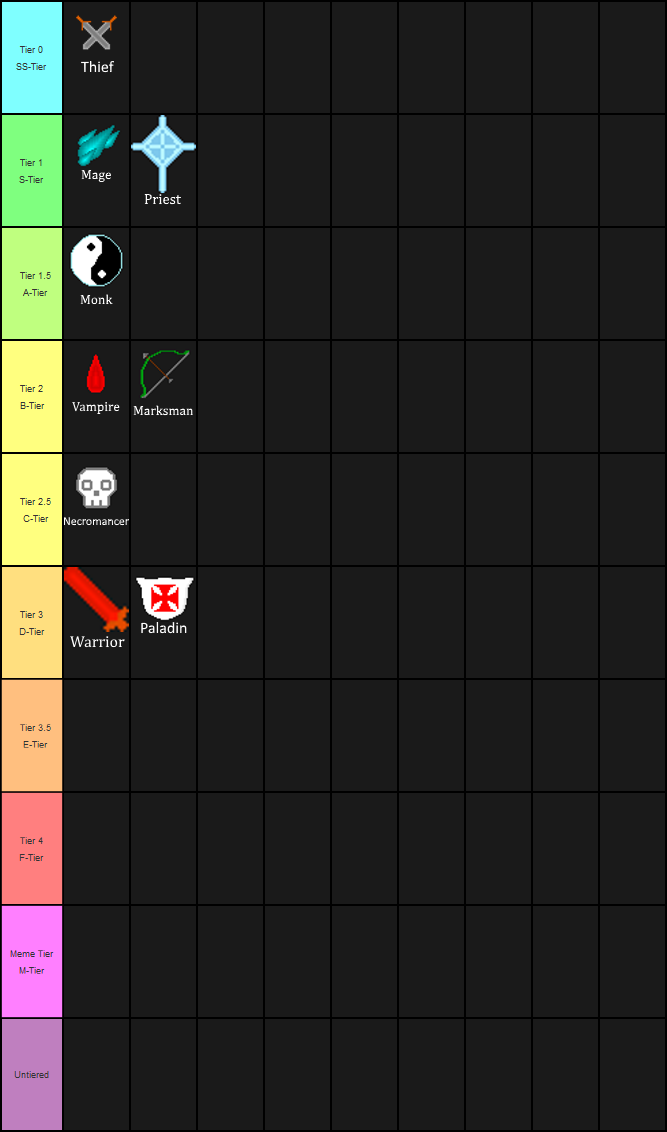 Tier 0
SS-Tier
Thief
Tier 1
S-Tier
Mage
Priest
Tier 1.5
A-Tier
Monk
Tier 2
B-Tier
Vampire
Marksman
Tier 2.5
C-Tier
Necromancer
Tier 3
D-Tier
Warrior
Paladin
Tier 3.5
E-Tier
Tier 4
F-Tier
Meme Tier
M-Tier
Untiered